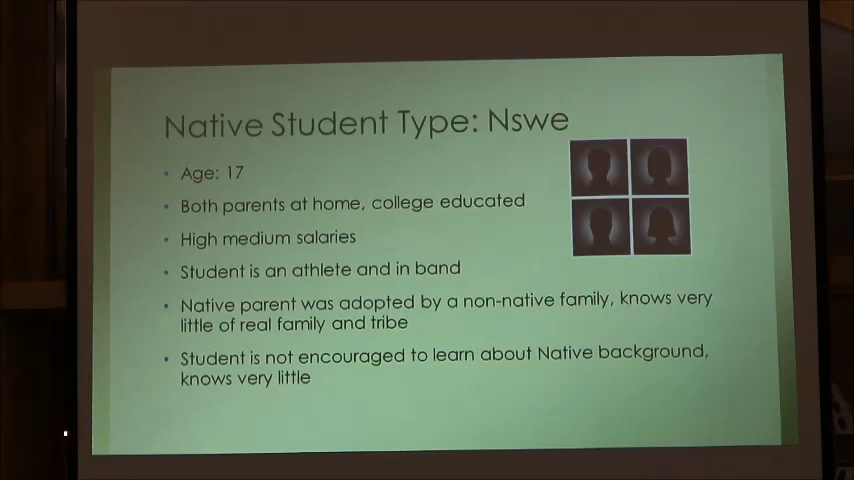 Native Student Type: Nswe
• Age: 17
• Both parents at home, college educated
• High medium salaries
• Student is an athlete and in band
• Native parent was adopted by a non-native family, knows very
little of real family and tribe
• Student is not encouraged to learn about Native background,
knows very little